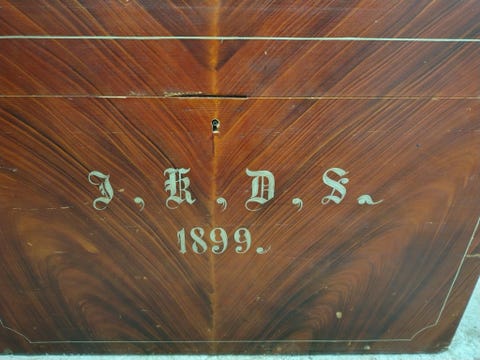 J, K, D, S.
1899.